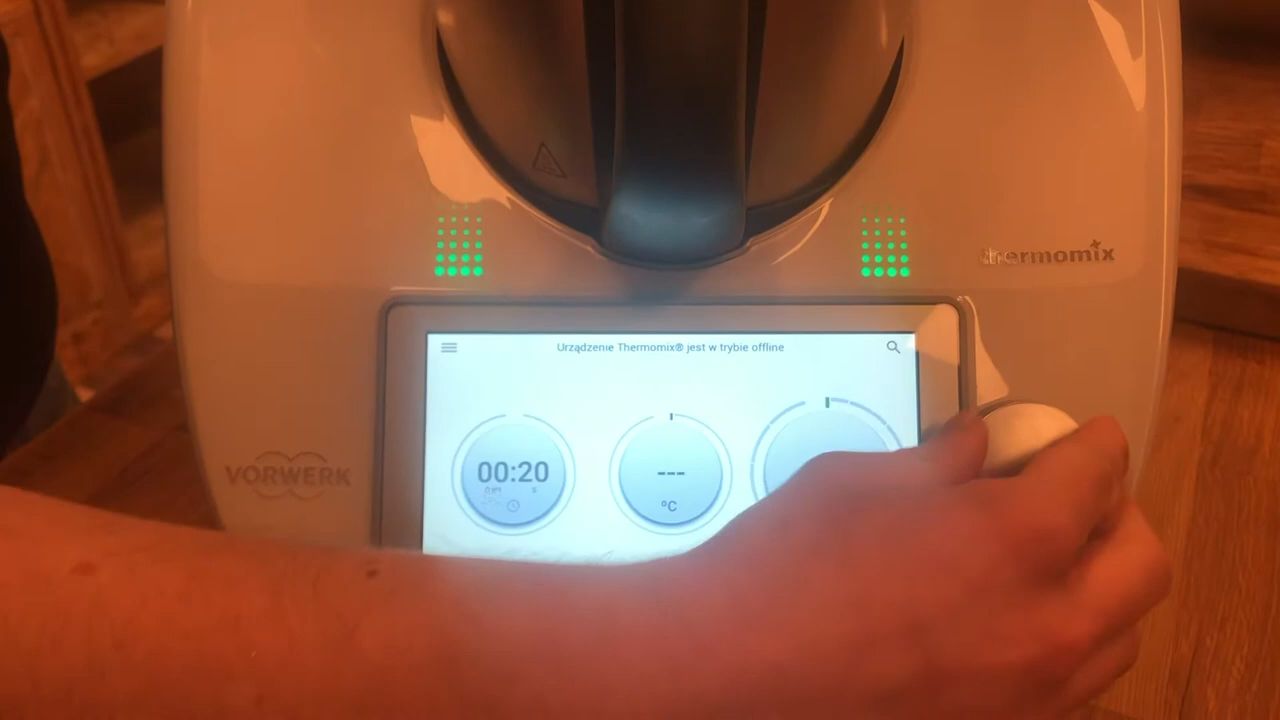 thermomix
Urządzenie Thermomix® jest w trybie offline
00:20
s
---
°C
VORWERK